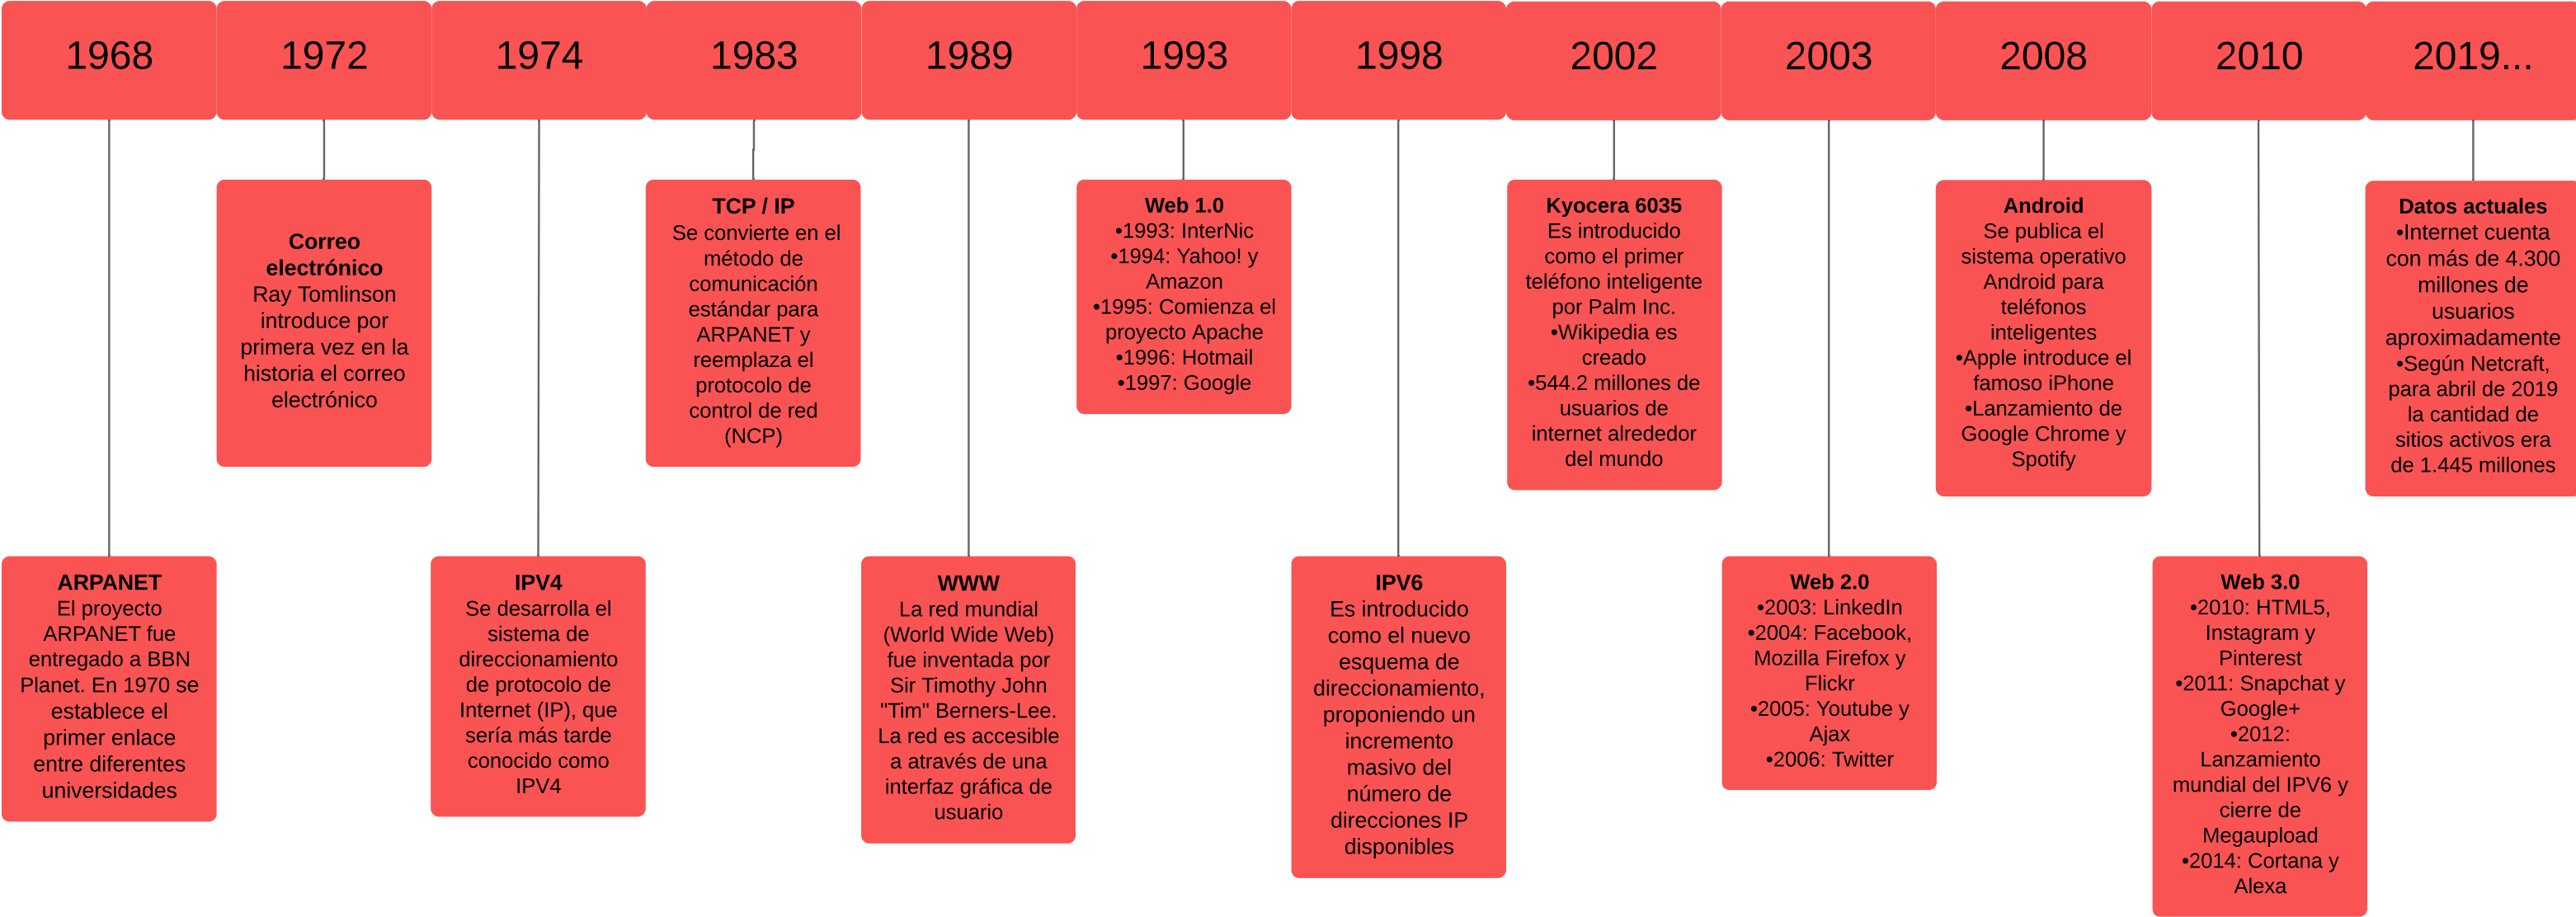 1968
1972
1974
1983
1989
1993
1998
2002
2003
2008
2010
2019...
Correo
electrónico
Ray Tomlinson
introduce por
primera vez en la
historia el correo
electrónico
TCP / IP
Se convierte en el
método de
comunicación
estándar para
ARPANET y
reemplaza el
protocolo de
control de red
(NCP)
Web 1.0
•1993: InterNic
•1994: Yahoo! y
Amazon
•1995: Comienza el
proyecto Apache
•1996: Hotmail
•1997: Google
Kyocera 6035
Es introducido
como el primer
teléfono inteligente
por Palm Inc.
•Wikipedia es
creado
•544.2 millones de
usuarios de
internet alrededor
del mundo
Android
Se publica el
sistema operativo
Android para
teléfonos
inteligentes
•Apple introduce el
famoso iPhone
•Lanzamiento de
Google Chrome y
Spotify
Datos actuales
•Internet cuenta
con más de 4.300
millones de
usuarios
aproximadamente
•Según Netcraft,
para abril de 2019
la cantidad de
sitios activos era
de 1.445 millones
ARPANET
El proyecto
ARPANET fue
entregado a BBN
Planet. En 1970 se
establece el
primer enlace
entre diferentes
universidades
IPV4
Se desarrolla el
sistema de
direccionamiento
de protocolo de
Internet (IP), que
sería más tarde
conocido como
IPV4
WWW
La red mundial
(World Wide Web)
fue inventada por
Sir Timothy John
"Tim" Berners-Lee.
La red es accesible
a através de una
interfaz gráfica de
usuario
IPV6
Es introducido
como el nuevo
esquema de
direccionamiento,
proponiendo un
incremento
masivo del
número de
direcciones IP
disponibles
Web 2.0
•2003: LinkedIn
•2004: Facebook,
Mozilla Firefox y
Flickr
•2005: Youtube y
Ajax
•2006: Twitter
Web 3.0
•2010: HTML5,
Instagram y
Pinterest
•2011: Snapchat y
Google+
•2012:
Lanzamiento
mundial del IPV6 y
cierre de
Megaupload
•2014: Cortana y
Alexa